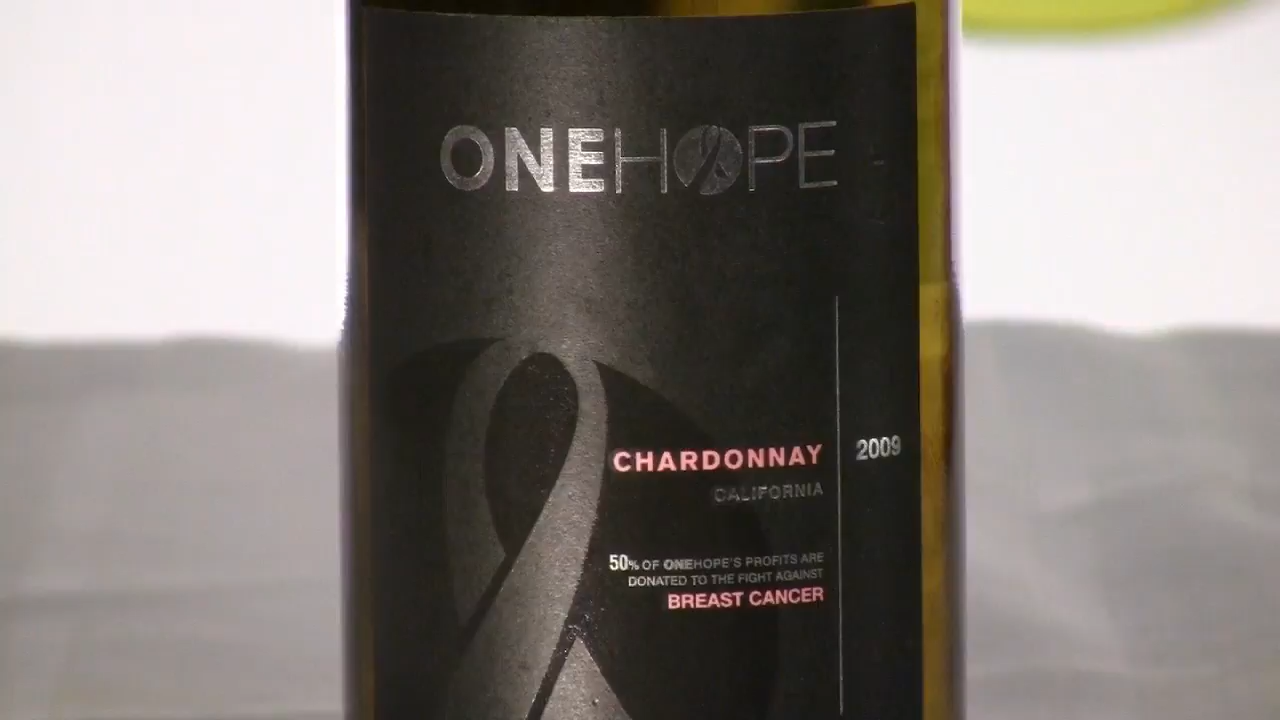 ONEHOPE
CHARDONNAY
2009
CALIFORNIA
50% OF ONEHOPE'S PROFITS ARE
DONATED TO THE FIGHT AGAINST
BREAST CANCER